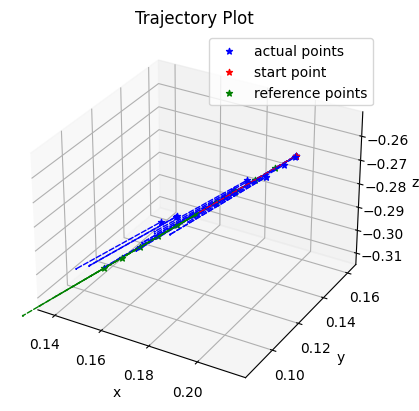 Trajectory Plot
actual points
start point
reference points
−0.26
−0.27
−0.28
z
−0.29
−0.30
−0.31
0.16
0.14
y
0.12
0.10
0.14
0.16
0.18
0.20
x